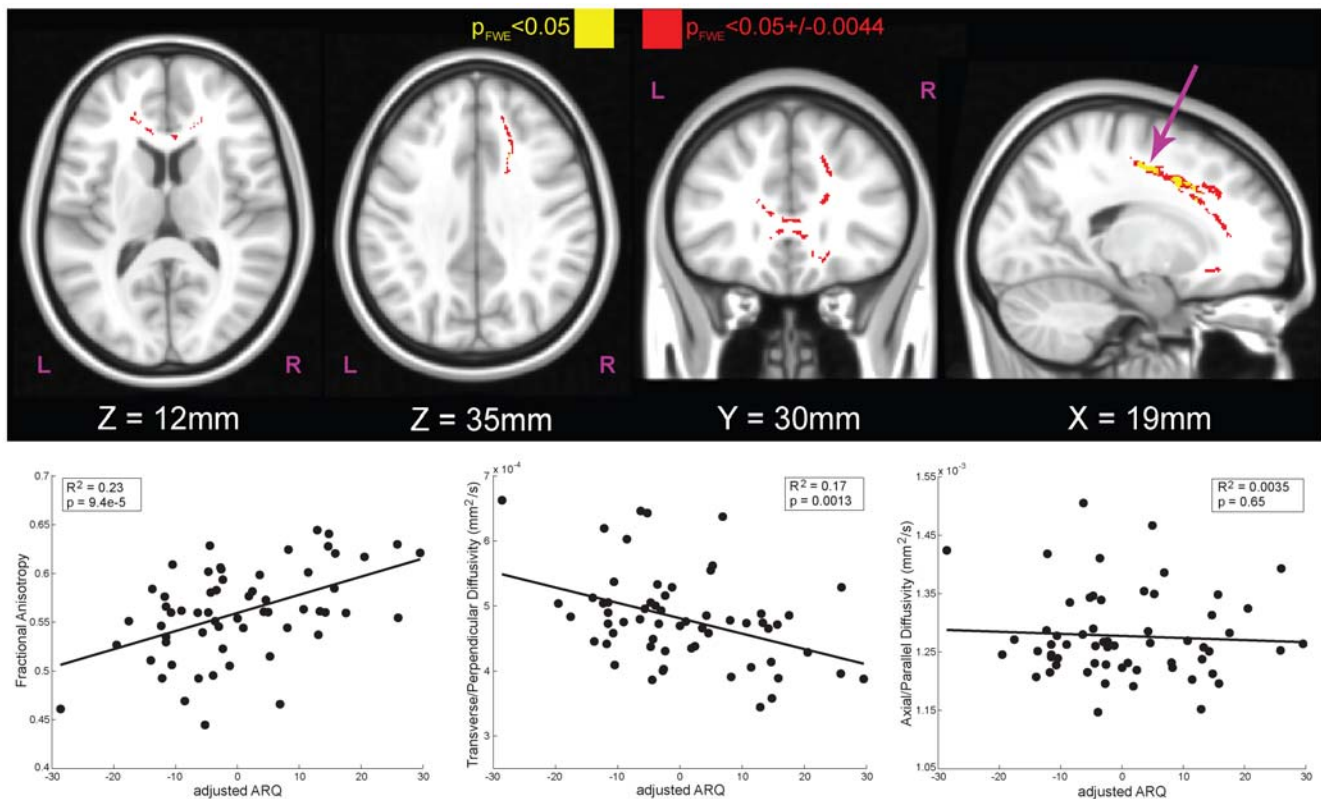 p_FWE<0.05 p_FWE<0.05+/-0.0044
L R
L R L R
Z = 12mm Z = 35mm Y = 30mm X = 19mm
R² = 0.23
p = 9.4e-5
Fractional Anisotropy
0.7
0.65
0.6
0.55
0.5
0.45
0.4
-30 -20 -10 0 10 20 30
adjusted ARQ
x 10⁻⁴
R² = 0.17
p = 0.0013
Transverse/Perpendicular Diffusivity (mm²/s)
7
6
5
4
3
-30 -20 -10 0 10 20 30
adjusted ARQ
x 10⁻³
R² = 0.0035
p = 0.65
Axial/Parallel Diffusivity (mm²/s)
1.55
1.45
1.35
1.25
1.15
1.05
-30 -20 -10 0 10 20 30
adjusted ARQ